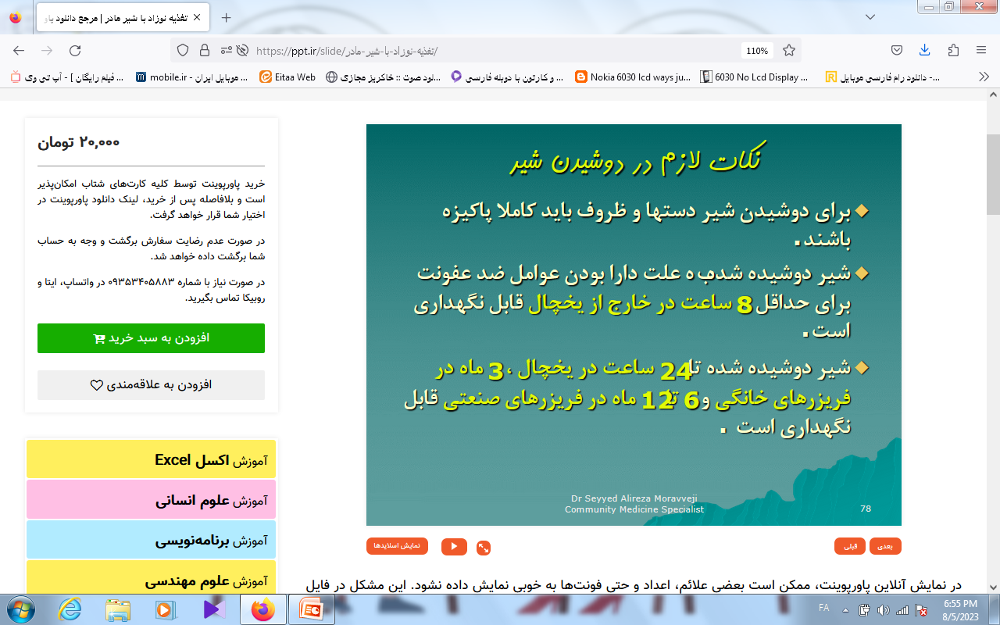 تغذیه نوزاد با شیر مادر | مرجع دانلود پاو
https://ppt.ir/slide/تغذیه-نوزاد-با-شیر-مادر/
110%
فیلم رایگان ] - آپ تی وی ...
mobile.ir - موبایل ایران ...
Eitaa Web
لود صوت :: خاکریز مجازی...
و کارتون با دوبله فارسی ...
Nokia 6030 lcd ways ju...
6030 No Lcd Display ...
- دانلود رام فارسی موبایل...
۲۰,۰۰۰ تومان
خرید پاورپوینت توسط کلیه کارت‌های شتاب امکان‌پذیر
است و بلافاصله پس از خرید، لینک دانلود پاورپوینت در
اختیار شما قرار خواهد گرفت.
در صورت عدم رضایت سفارش برگشت و وجه به حساب
شما برگشت داده خواهد شد.
در صورت نیاز با شماره ۰۹۳۵۳۴۰۵۸۸۳ در واتساپ، ایتا و
روبیکا تماس بگیرید.
افزودن به سبد خرید
افزودن به علاقه‌مندی
آموزش اکسل Excel
آموزش علوم انسانی
آموزش برنامه‌نویسی
آموزش علوم مهندسی
نکات لازم در دوشیدن شیر
برای دوشیدن شیر دستها و ظروف باید کاملا پاکیزه
باشند.
شیر دوشیده شدهب ه علت دارا بودن عوامل ضد عفونت
برای حداقل 8 ساعت در خارج از یخچال قابل نگهداری
است.
شیر دوشیده شده تا 24 ساعت در یخچال ، 3 ماه در
فریزرهای خانگی و 6 تا 12 ماه در فریزرهای صنعتی قابل
نگهداری است .
Dr Seyyed Alireza Moravveji
Community Medicine Specialist
78
نمایش اسلایدها
قبلی
بعدی
در نمایش آنلاین پاورپوینت، ممکن است بعضی علائم، اعداد و حتی فونت‌ها به خوبی نمایش داده نشود. این مشکل در فایل
FA
6:55 PM
8/5/2023